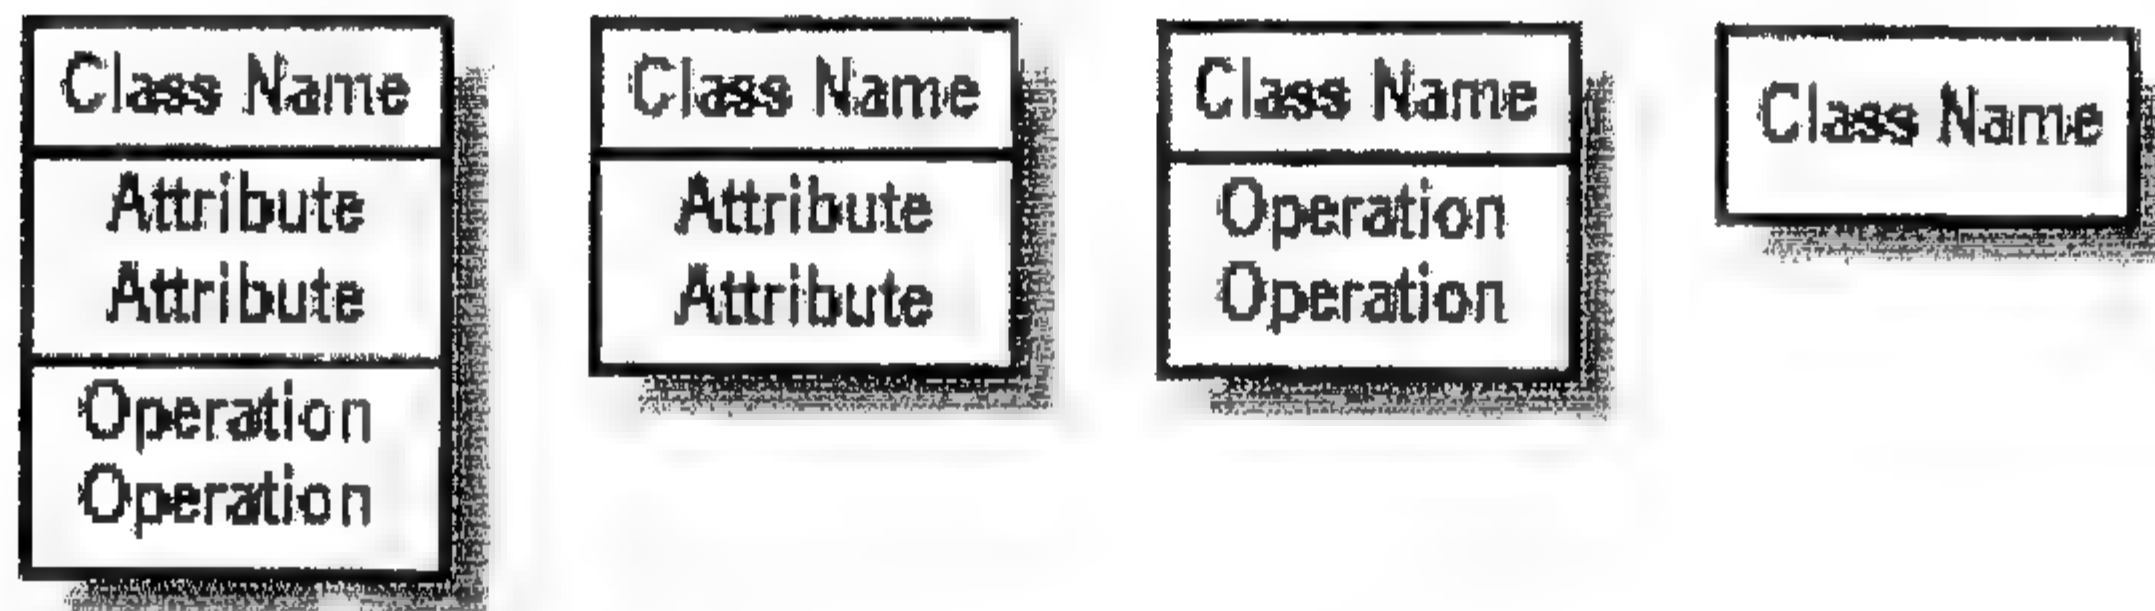 Class Name
Attribute
Attribute
Operation
Operation
Class Name
Attribute
Attribute
Class Name
Operation
Operation
Class Name